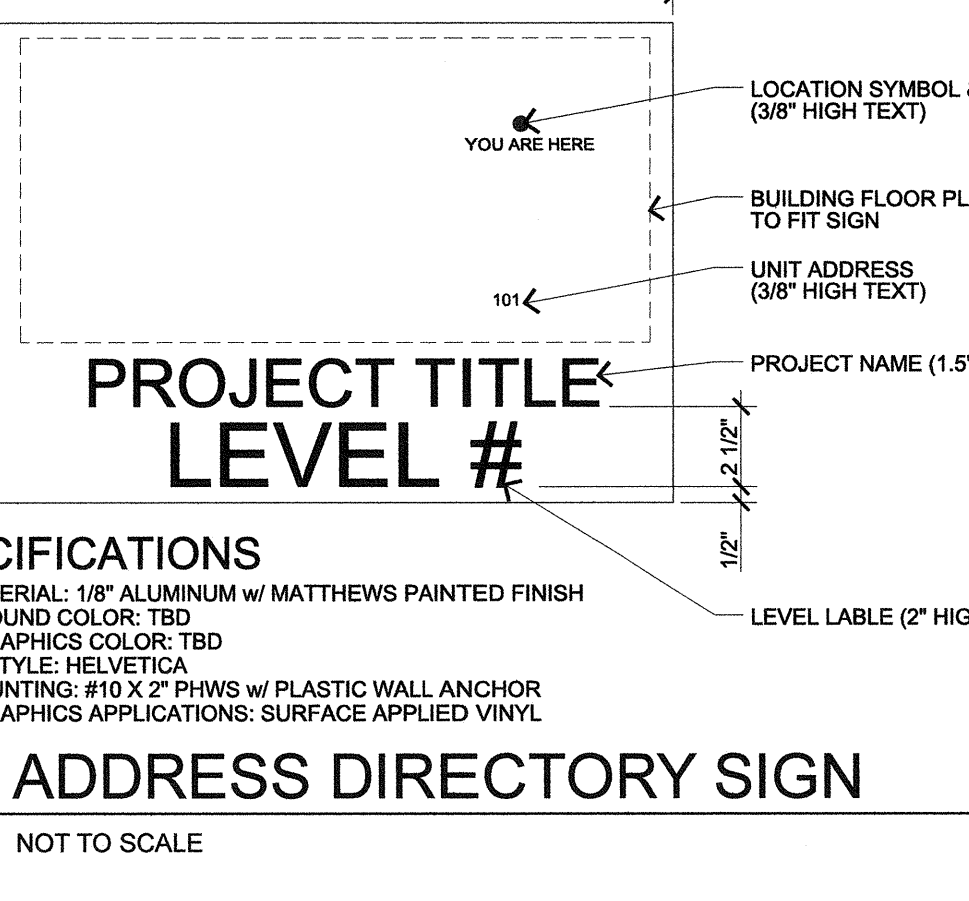 LOCATION SYMBOL &
(3/8" HIGH TEXT)
YOU ARE HERE
BUILDING FLOOR PL
TO FIT SIGN
UNIT ADDRESS
(3/8" HIGH TEXT)
101
PROJECT NAME (1.5"
PROJECT TITLE
LEVEL #
2 1/2"
1/2"
CIFICATIONS
ERIAL: 1/8" ALUMINUM w/ MATTHEWS PAINTED FINISH
OUND COLOR: TBD
APHICS COLOR: TBD
TYLE: HELVETICA
UNTING: #10 X 2" PHWS w/ PLASTIC WALL ANCHOR
APHICS APPLICATIONS: SURFACE APPLIED VINYL
LEVEL LABLE (2" HIG
ADDRESS DIRECTORY SIGN
NOT TO SCALE